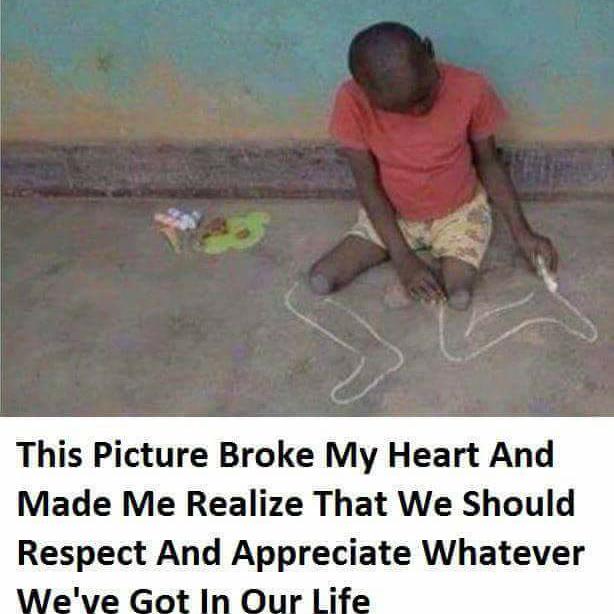 This Picture Broke My Heart And
Made Me Realize That We Should
Respect And Appreciate Whatever
We've Got In Our Life